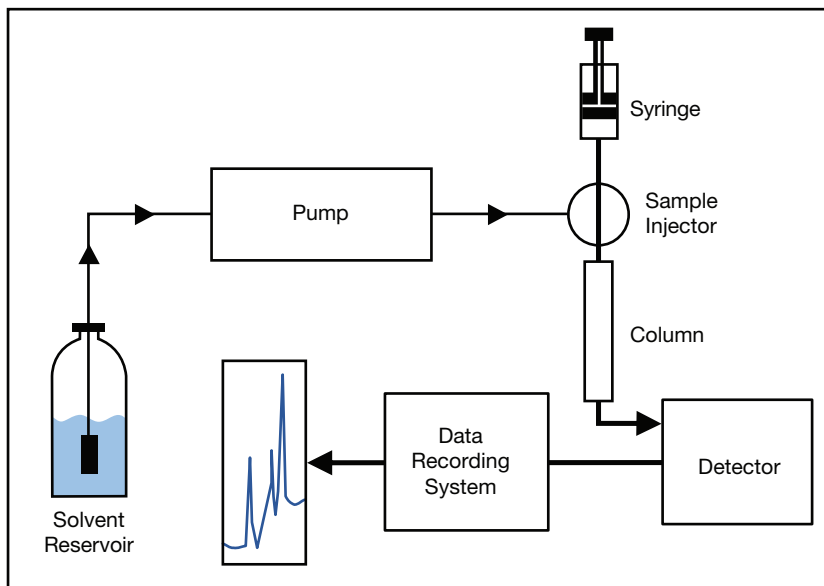 Syringe
Pump
Sample
Injector
Column
Data
Recording
System
Detector
Solvent
Reservoir